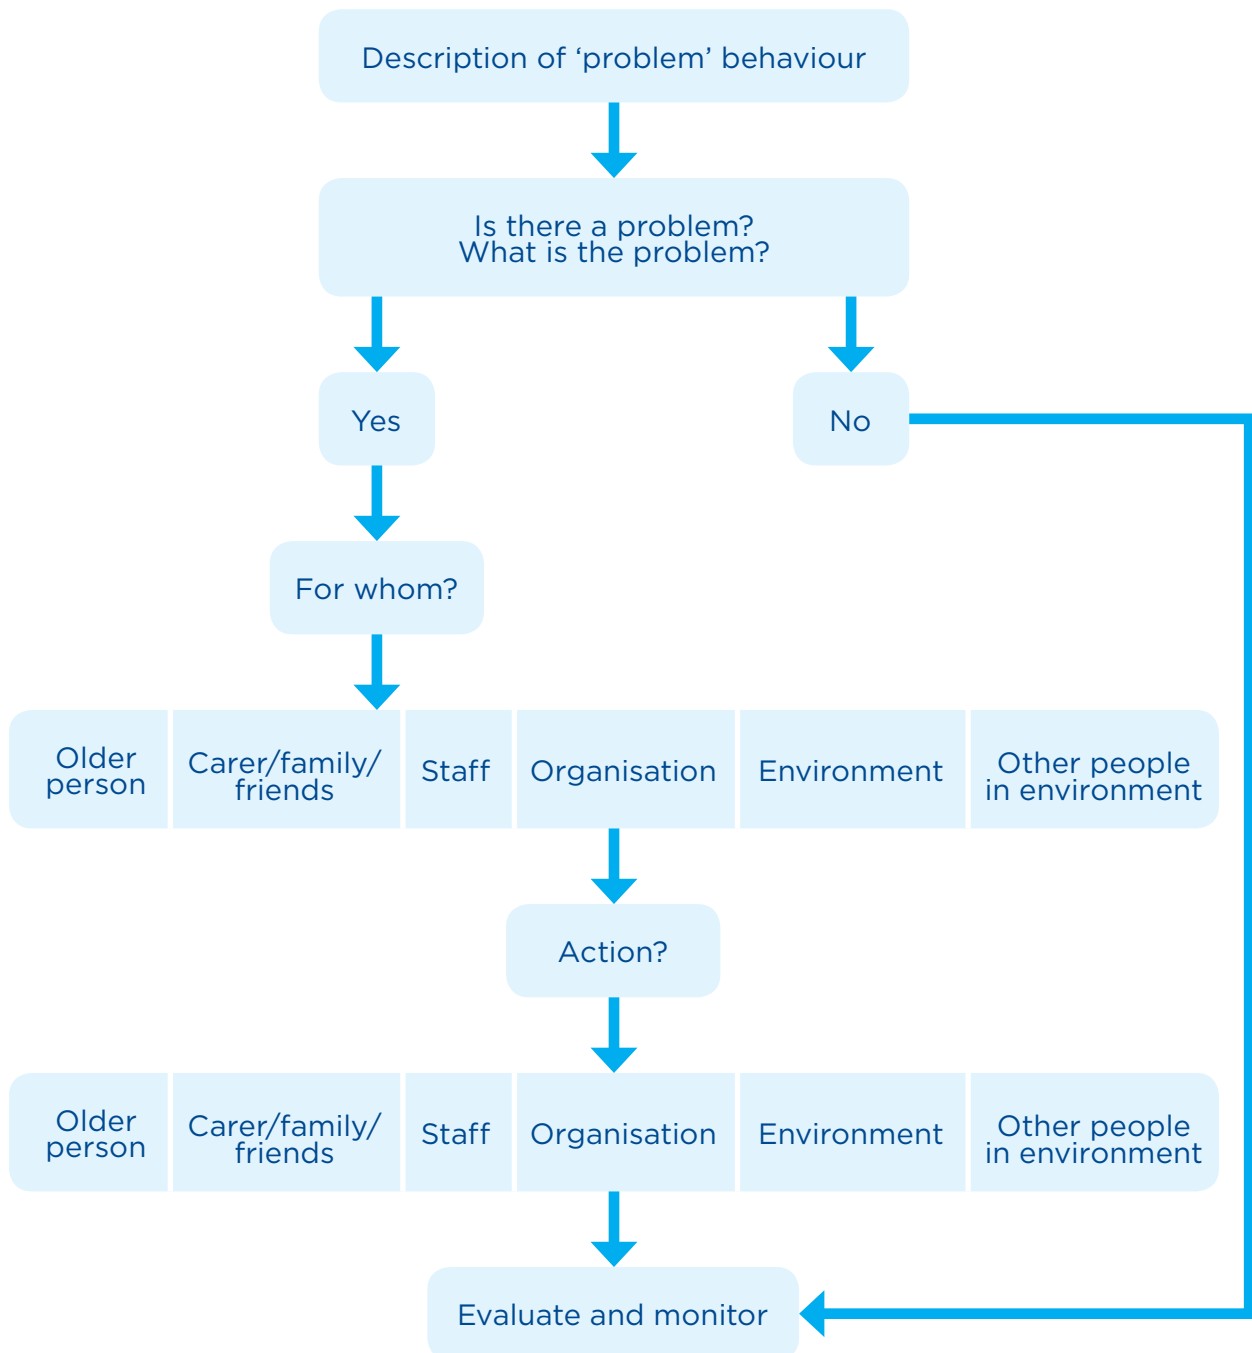 Description of ‘problem’ behaviour
Is there a problem?
What is the problem?
Yes
No
For whom?
Older
person
Carer/family/
friends
Staff
Organisation
Environment
Other people
in environment
Action?
Older
person
Carer/family/
friends
Staff
Organisation
Environment
Other people
in environment
Evaluate and monitor